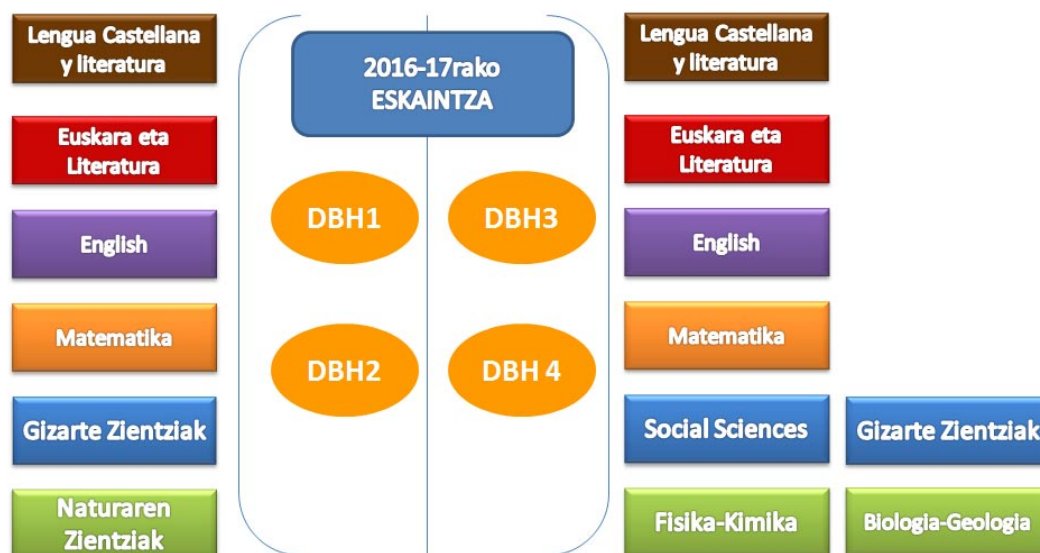 Lengua Castellana
y literatura
Euskara eta
Literatura
English
Matematika
Gizarte Zientziak
Naturaren
Zientziak
2016-17rako
ESKAINTZA
DBH1
DBH3
DBH2
DBH 4
Lengua Castellana
y literatura
Euskara eta
Literatura
English
Matematika
Social Sciences
Gizarte Zientziak
Fisika-Kimika
Biologia-Geologia